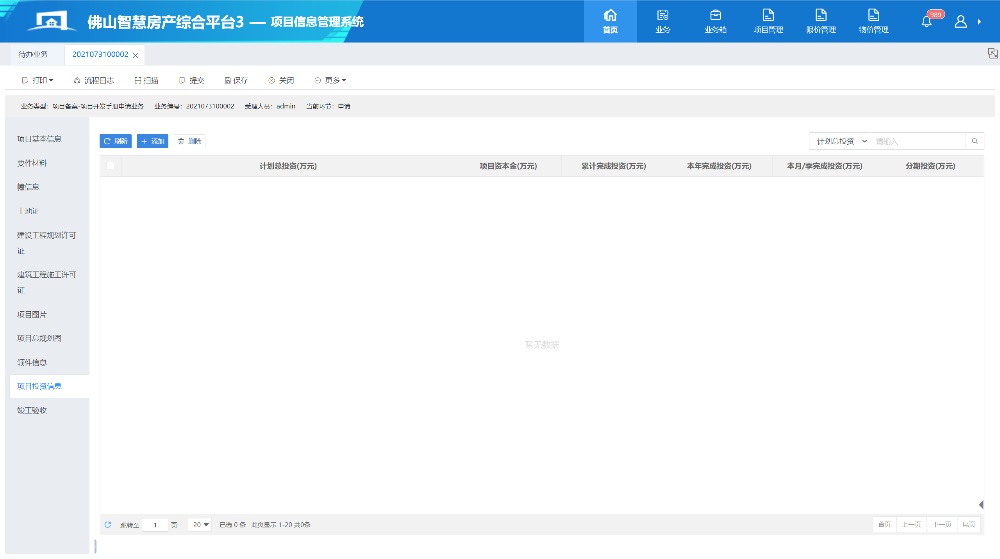 佛山智慧房产综合平台3 — 项目信息管理系统
首页
业务
业务箱
项目管理
限价管理
物价管理
989
待办业务
2021073100002
打印
流程日志
扫描
提交
保存
关闭
更多
业务类型：项目备案-项目开发手册申请业务 业务编号：2021073100002 受理人员：admin 当前环节：申请
项目基本信息
要件材料
幢信息
土地证
建设工程规划许可
证
建筑工程施工许可
证
项目图片
项目总规划图
领件信息
项目投资信息
竣工验收
刷新
添加
删除
计划总投资
请输入
计划总投资(万元)
项目资本金(万元)
累计完成投资(万元)
本年完成投资(万元)
本月/季完成投资(万元)
分期投资(万元)
暂无数据
跳转至 1 页 20 已选 0 条 此页显示 1-20 共0条
首页
上一页
下一页
尾页